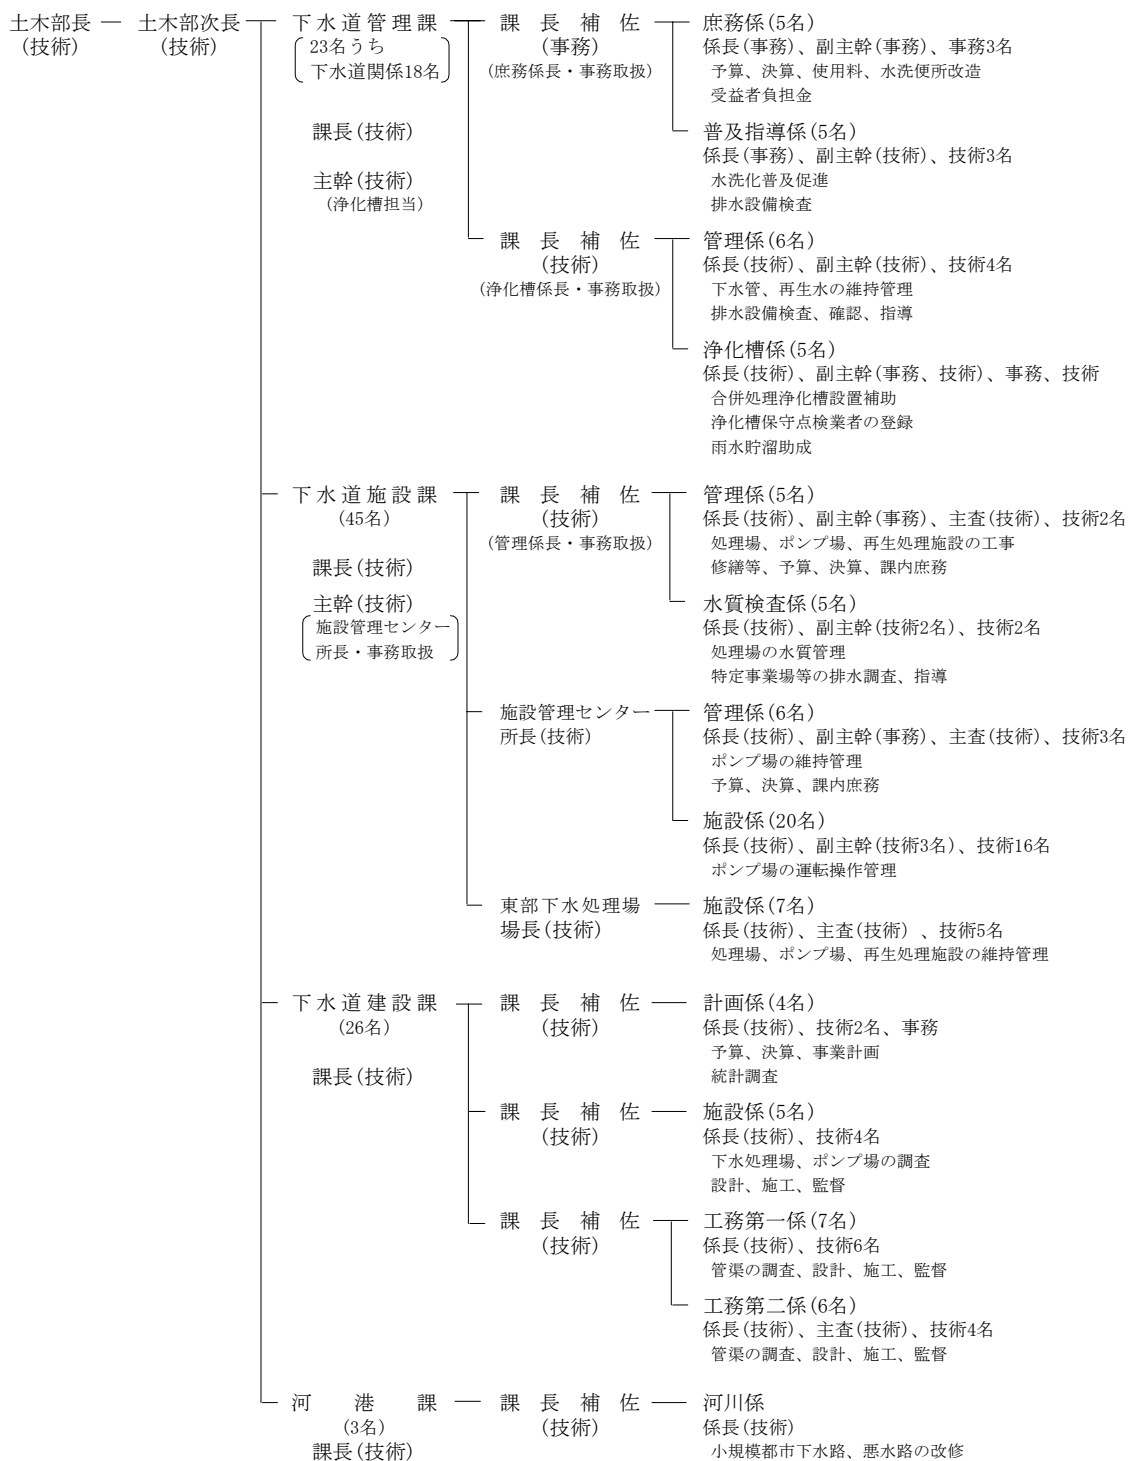 土木部長
(技術)
土木部次長
(技術)
下水道管理課
23名うち
下水道関係18名
課長(技術)
主幹(技術)
(浄化槽担当)
課長補佐
(事務)
(庶務係長・事務取扱)
庶務係(5名)
係長(事務)、副主幹(事務)、事務3名
予算、決算、使用料、水洗便所改造
受益者負担金
普及指導係(5名)
係長(事務)、副主幹(技術)、技術3名
水洗化普及促進
排水設備検査
課長補佐
(技術)
(浄化槽係長・事務取扱)
管理係(6名)
係長(技術)、副主幹(技術)、技術4名
下水管、再生水の維持管理
排水設備検査、確認、指導
浄化槽係(5名)
係長(技術)、副主幹(事務、技術)、事務、技術
合併処理浄化槽設置補助
浄化槽保守点検業者の登録
雨水貯溜助成
下水道施設課
(45名)
課長(技術)
主幹(技術)
施設管理センター
所長・事務取扱
課長補佐
(技術)
(管理係長・事務取扱)
管理係(5名)
係長(技術)、副主幹(事務)、主査(技術)、技術2名
処理場、ポンプ場、再生処理施設の工事
修繕等、予算、決算、課内庶務
水質検査係(5名)
係長(技術)、副主幹(技術2名)、技術2名
処理場の水質管理
特定事業場等の排水調査、指導
施設管理センター
所長(技術)
管理係(6名)
係長(技術)、副主幹(事務)、主査(技術)、技術3名
ポンプ場の維持管理
予算、決算、課内庶務
施設係(20名)
係長(技術)、副主幹(技術3名)、技術16名
ポンプ場の運転操作管理
東部下水処理場
場長(技術)
施設係(7名)
係長(技術)、主査(技術) 、技術5名
処理場、ポンプ場、再生処理施設の維持管理
下水道建設課
(26名)
課長(技術)
課長補佐
(技術)
計画係(4名)
係長(技術)、技術2名、事務
予算、決算、事業計画
統計調査
課長補佐
(技術)
施設係(5名)
係長(技術)、技術4名
下水処理場、ポンプ場の調査
設計、施工、監督
課長補佐
(技術)
工務第一係(7名)
係長(技術)、技術6名
管渠の調査、設計、施工、監督
工務第二係(6名)
係長(技術)、主査(技術)、技術4名
管渠の調査、設計、施工、監督
河港課
(3名)
課長(技術)
課長補佐
(技術)
河川係
係長(技術)
小規模都市下水路、悪水路の改修